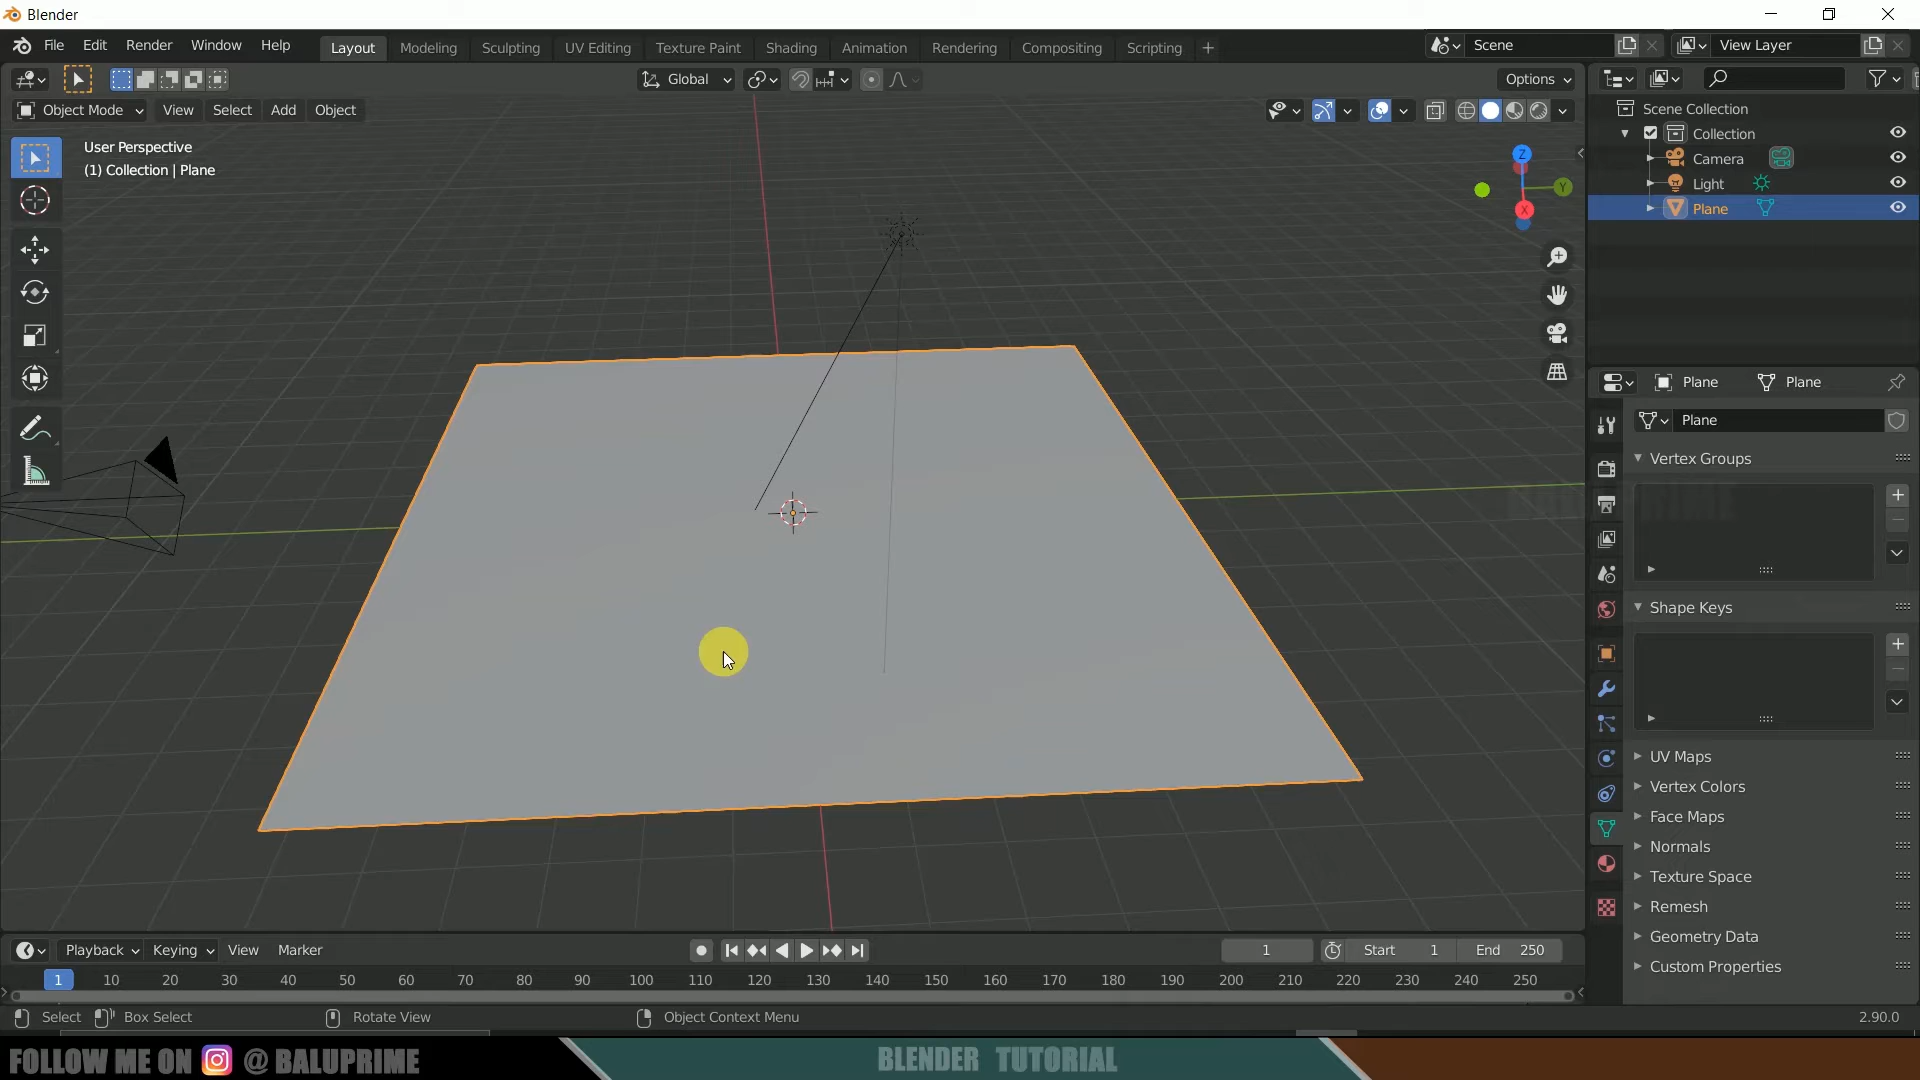 Blender
File Edit Render Window Help Layout Modeling Sculpting UV Editing Texture Paint Shading Animation Rendering Compositing Scripting + Scene View Layer
Global Options
Object Mode View Select Add Object
User Perspective
(1) Collection | Plane
Z
Y
X
Scene Collection
Collection
Camera
Light
Plane
Plane Plane
Plane
Vertex Groups
Shape Keys
UV Maps
Vertex Colors
Face Maps
Normals
Texture Space
Remesh
Geometry Data
Custom Properties
Playback Keying View Marker 1 Start 1 End 250
1 10 20 30 40 50 60 70 80 90 100 110 120 130 140 150 160 170 180 190 200 210 220 230 240 250
Select Box Select Rotate View Object Context Menu 2.90.0
FOLLOW ME ON @ BALUPRIME BLENDER TUTORIAL